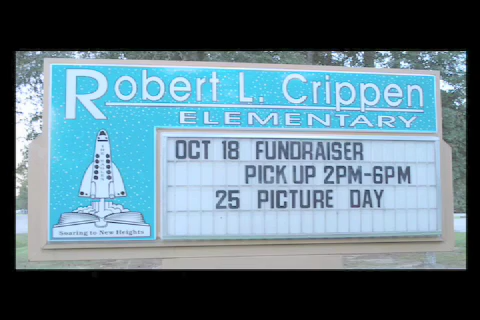 Robert L. Crippen
ELEMENTARY
OCT 18 FUNDRAISER
PICK UP 2PM-6PM
25 PICTURE DAY
Soaring to New Heights